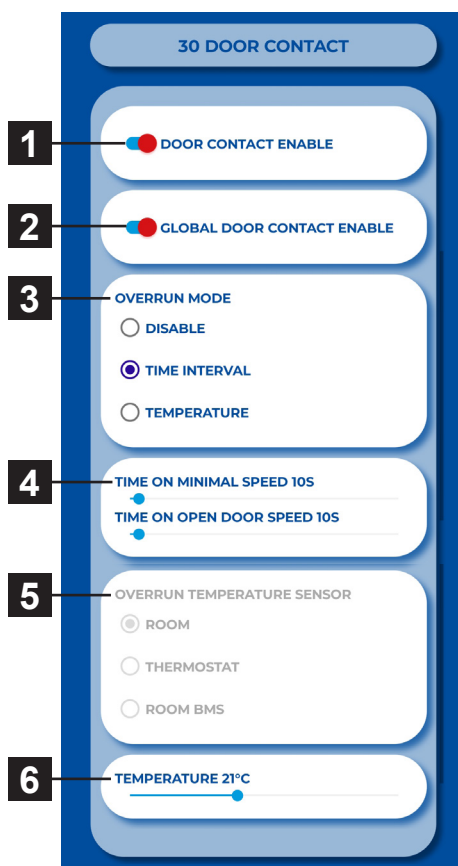 30 DOOR CONTACT
1
DOOR CONTACT ENABLE
2
GLOBAL DOOR CONTACT ENABLE
3
OVERRUN MODE
DISABLE
TIME INTERVAL
TEMPERATURE
4
TIME ON MINIMAL SPEED 10S
TIME ON OPEN DOOR SPEED 10S
5
OVERRUN TEMPERATURE SENSOR
ROOM
THERMOSTAT
ROOM BMS
6
TEMPERATURE 21°C